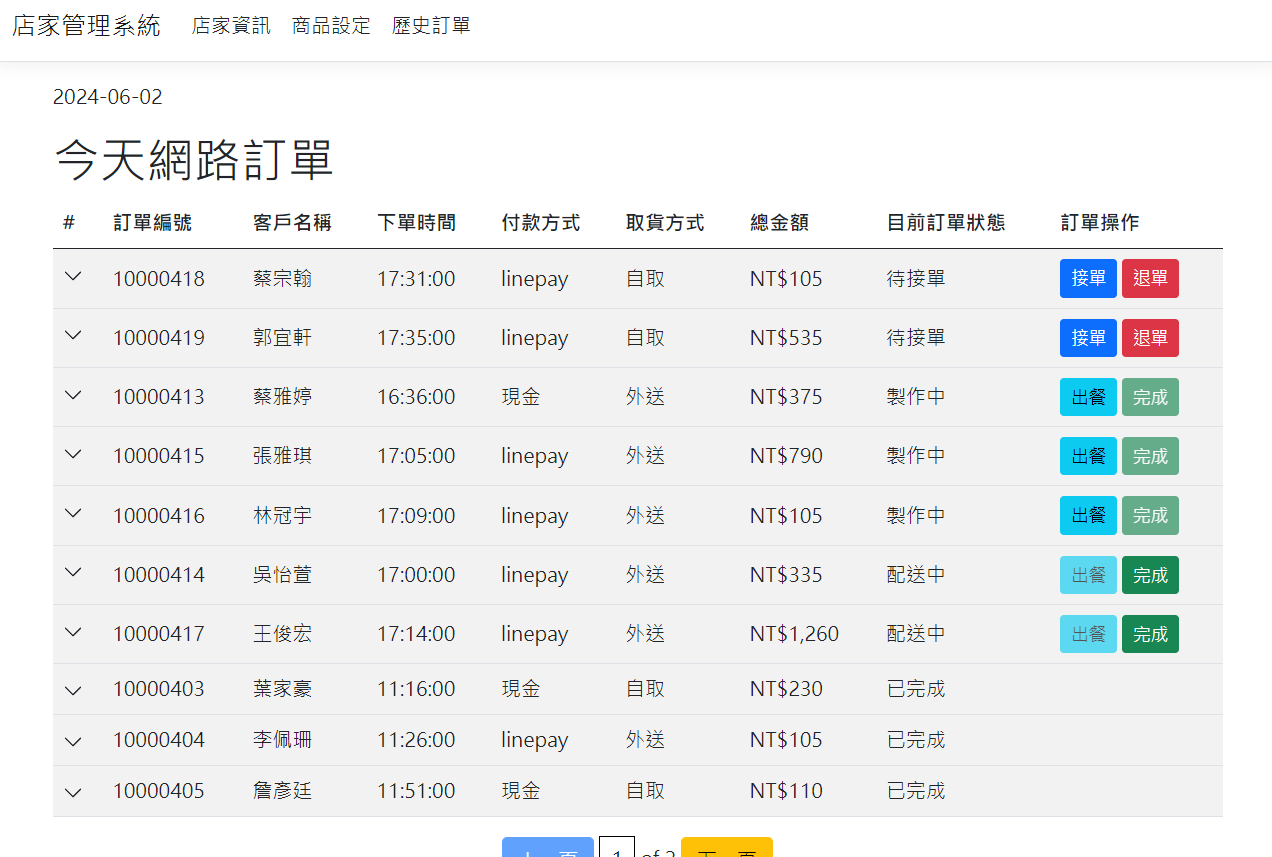 店家管理系統 店家資訊 商品設定 歷史訂單
2024-06-02
今天網路訂單
# 訂單編號 客戶名稱 下單時間 付款方式 取貨方式 總金額 目前訂單狀態 訂單操作
10000418 蔡宗翰 17:31:00 linepay 自取 NT$105 待接單 接單 退單
10000419 郭宜軒 17:35:00 linepay 自取 NT$535 待接單 接單 退單
10000413 蔡雅婷 16:36:00 現金 外送 NT$375 製作中 出餐 完成
10000415 張雅琪 17:05:00 linepay 外送 NT$790 製作中 出餐 完成
10000416 林冠宇 17:09:00 linepay 外送 NT$105 製作中 出餐 完成
10000414 吳怡萱 17:00:00 linepay 外送 NT$335 配送中 出餐 完成
10000417 王俊宏 17:14:00 linepay 外送 NT$1,260 配送中 出餐 完成
10000403 葉家豪 11:16:00 現金 自取 NT$230 已完成
10000404 李佩珊 11:26:00 linepay 外送 NT$105 已完成
10000405 詹彥廷 11:51:00 現金 自取 NT$110 已完成
上一頁 1 of 2 下一頁